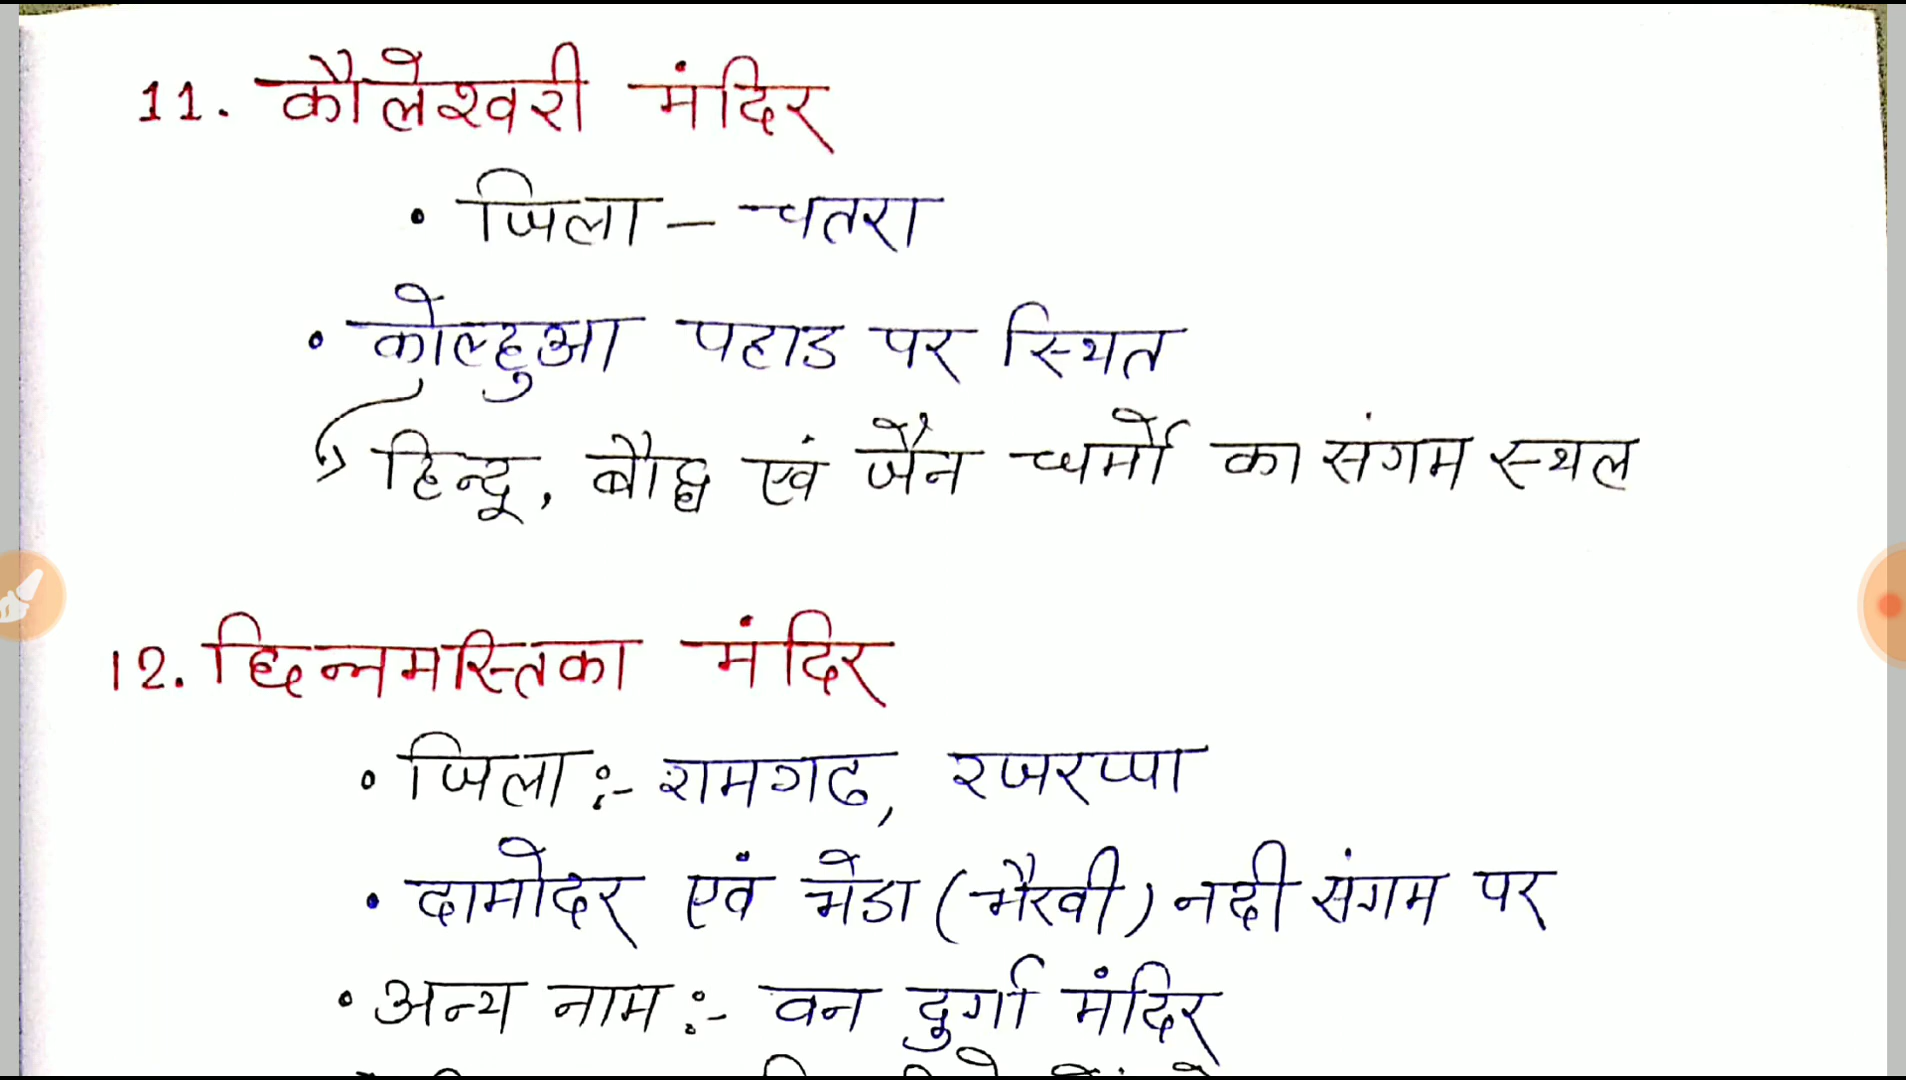 11. कौलेश्वरी मंदिर
• जिला – चतरा
• कोल्हुआ पहाड पर स्थित
हिन्दू, बौद्ध एवं जैन धर्मो का संगम स्थल
12. छिन्नमस्तिका मंदिर
• जिला :- रामगढ, रजरप्पा
• दामोदर एवं भेडा (भैरवी) नदी संगम पर
• अन्य नाम :- वन दुर्गा मंदिर